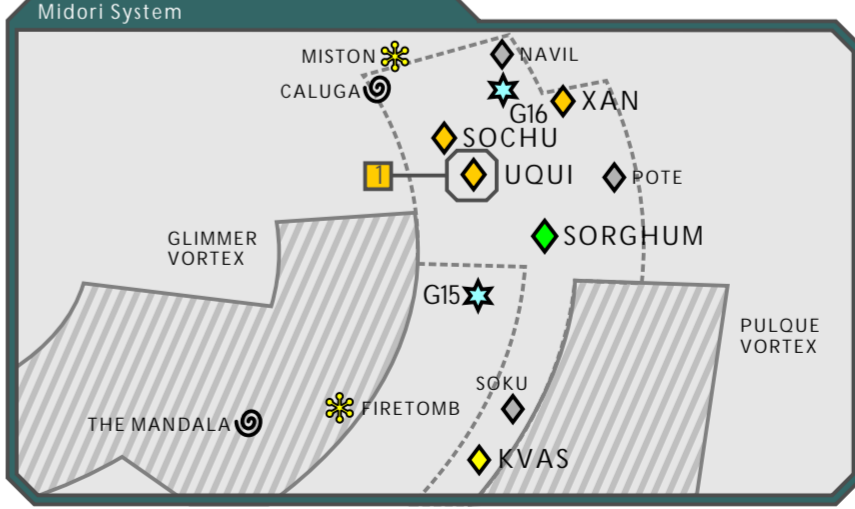 Midori System
MISTON
NAVIL
CALUGA
G16
XAN
SOCHU
1
UQUI
POTE
SORGHUM
GLIMMER
VORTEX
G15
PULQUE
VORTEX
SOKU
THE MANDALA
FIRETOMB
KVAS